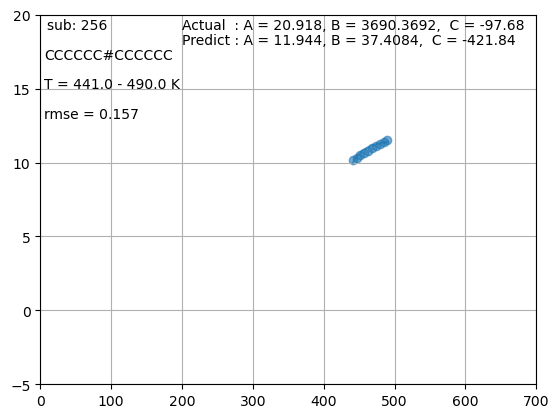 sub: 256
Actual  : A = 20.918, B = 3690.3692,  C = -97.68
Predict : A = 11.944, B = 37.4084,  C = -421.84
CCCCCC#CCCCCC
T = 441.0 - 490.0 K
rmse = 0.157
20
15
10
5
0
−5
0 100 200 300 400 500 600 700